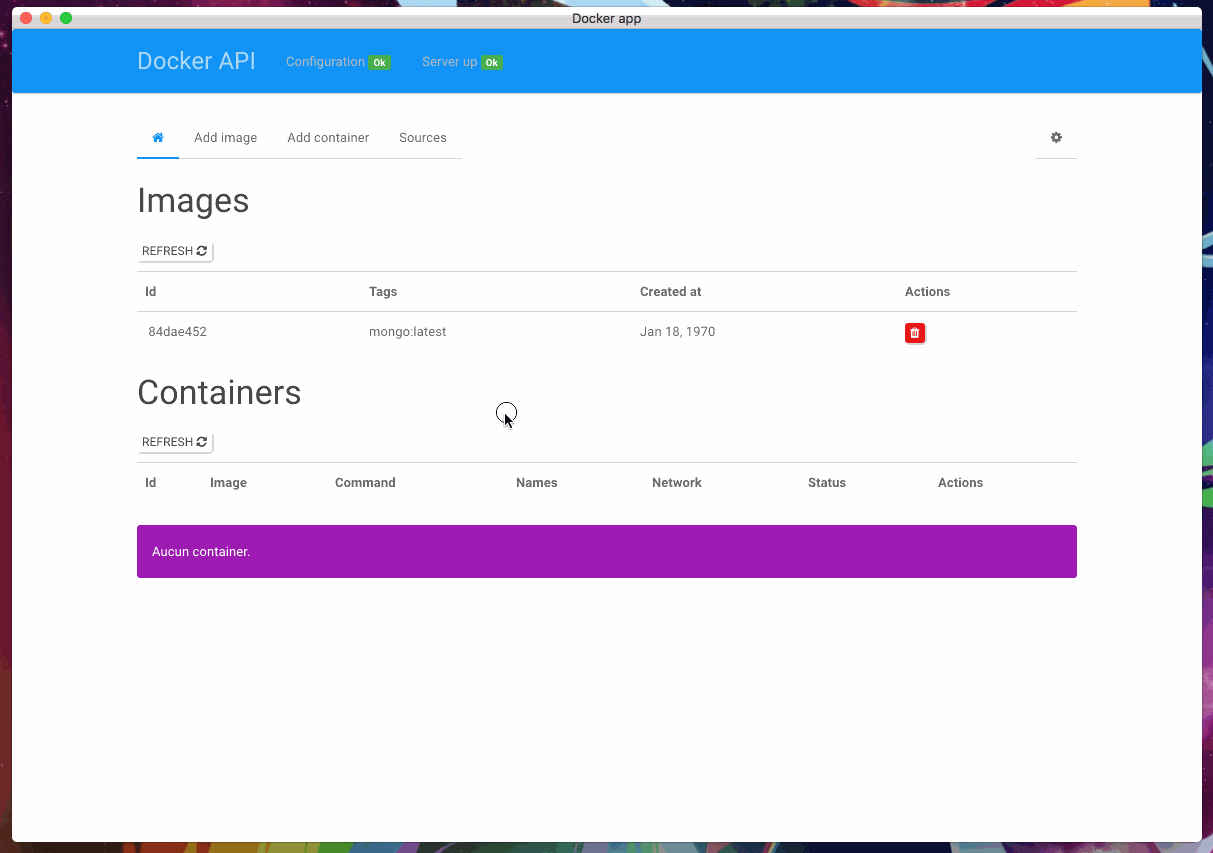 Docker app
Docker API Configuration Ok Server up Ok
Add image Add container Sources
Images
REFRESH
Id Tags Created at Actions
84dae452 mongo:latest Jan 18, 1970
Containers
REFRESH
Id Image Command Names Network Status Actions
Aucun container.